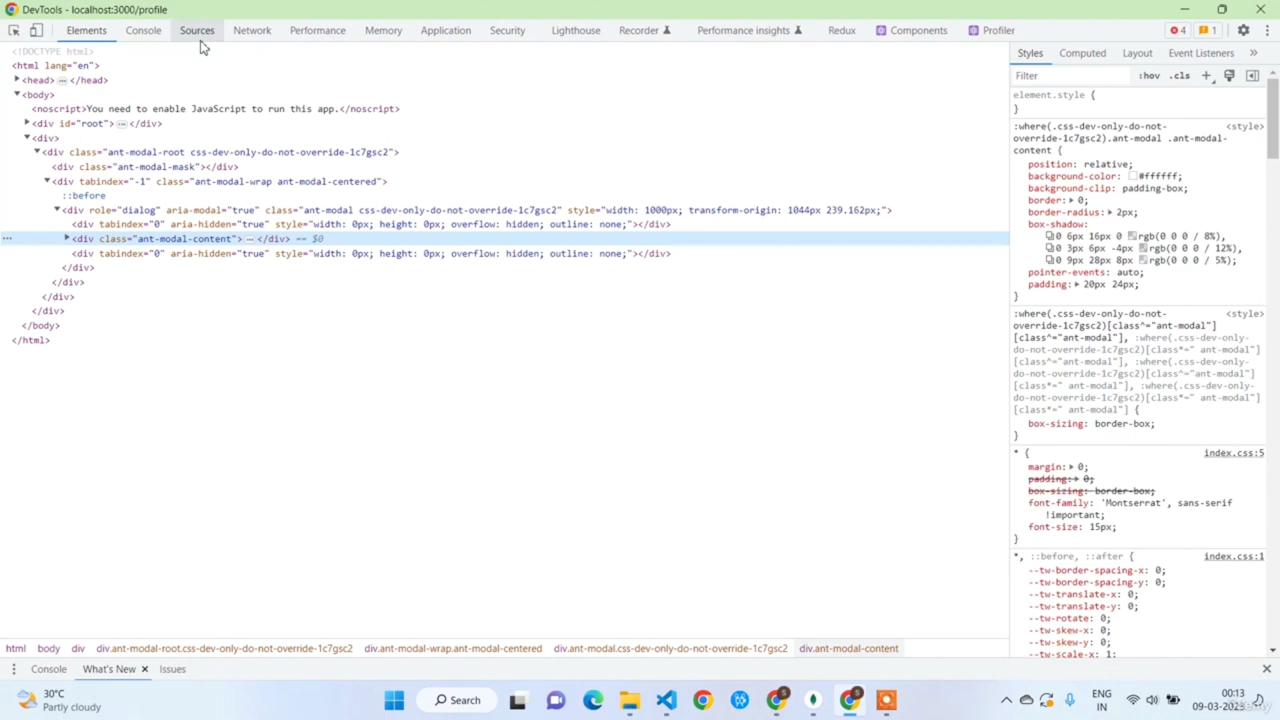 DevTools - localhost:3000/profile
Elements Console Sources Network Performance Memory Application Security Lighthouse Recorder Performance insights Redux Components Profiler 4 1
<!DOCTYPE html>
<html lang="en">
<head> … </head>
<body>
<noscript>You need to enable JavaScript to run this app.</noscript>
<div id="root"> … </div>
<div>
<div class="ant-modal-root css-dev-only-do-not-override-1c7gsc2">
<div class="ant-modal-mask"></div>
<div tabindex="-1" class="ant-modal-wrap ant-modal-centered">
::before
<div role="dialog" aria-modal="true" class="ant-modal css-dev-only-do-not-override-1c7gsc2" style="width: 1000px; transform-origin: 1044px 239.162px;">
<div tabindex="0" aria-hidden="true" style="width: 0px; height: 0px; overflow: hidden; outline: none;"></div>
<div class="ant-modal-content"> … </div> == $0
<div tabindex="0" aria-hidden="true" style="width: 0px; height: 0px; overflow: hidden; outline: none;"></div>
</div>
</div>
</div>
</div>
</body>
</html>
html body div div.ant-modal-root.css-dev-only-do-not-override-1c7gsc2 div.ant-modal-wrap.ant-modal-centered div.ant-modal.css-dev-only-do-not-override-1c7gsc2 div.ant-modal-content
Styles Computed Layout Event Listeners »
Filter :hov .cls +
element.style {
}
:where(.css-dev-only-do-not- <style>
override-1c7gsc2).ant-modal .ant-modal-
content {
position: relative;
background-color: #ffffff;
background-clip: padding-box;
border: 0;
border-radius: 2px;
box-shadow:
0 6px 16px 0 rgb(0 0 0 / 8%),
0 3px 6px -4px rgb(0 0 0 / 12%),
0 9px 28px 8px rgb(0 0 0 / 5%);
pointer-events: auto;
padding: 20px 24px;
}
:where(.css-dev-only-do-not- <style>
override-1c7gsc2)[class^="ant-modal"]
[class^="ant-modal"], :where(.css-dev-only-
do-not-override-1c7gsc2)[class*=" ant-modal"]
[class^="ant-modal"], :where(.css-dev-only-
do-not-override-1c7gsc2)[class^="ant-modal"]
[class*=" ant-modal"], :where(.css-dev-only-
do-not-override-1c7gsc2)[class*=" ant-modal"]
[class*=" ant-modal"] {
box-sizing: border-box;
}
* { index.css:5
margin: 0;
padding: 0;
box-sizing: border-box;
font-family: 'Montserrat', sans-serif
!important;
font-size: 15px;
}
*, ::before, ::after { index.css:1
--tw-border-spacing-x: 0;
--tw-border-spacing-y: 0;
--tw-translate-x: 0;
--tw-translate-y: 0;
--tw-rotate: 0;
--tw-skew-x: 0;
--tw-skew-y: 0;
--tw-scale-x: 1;
Console What's New Issues
30°C
Partly cloudy
Search
ENG
IN
00:13
09-03-2023